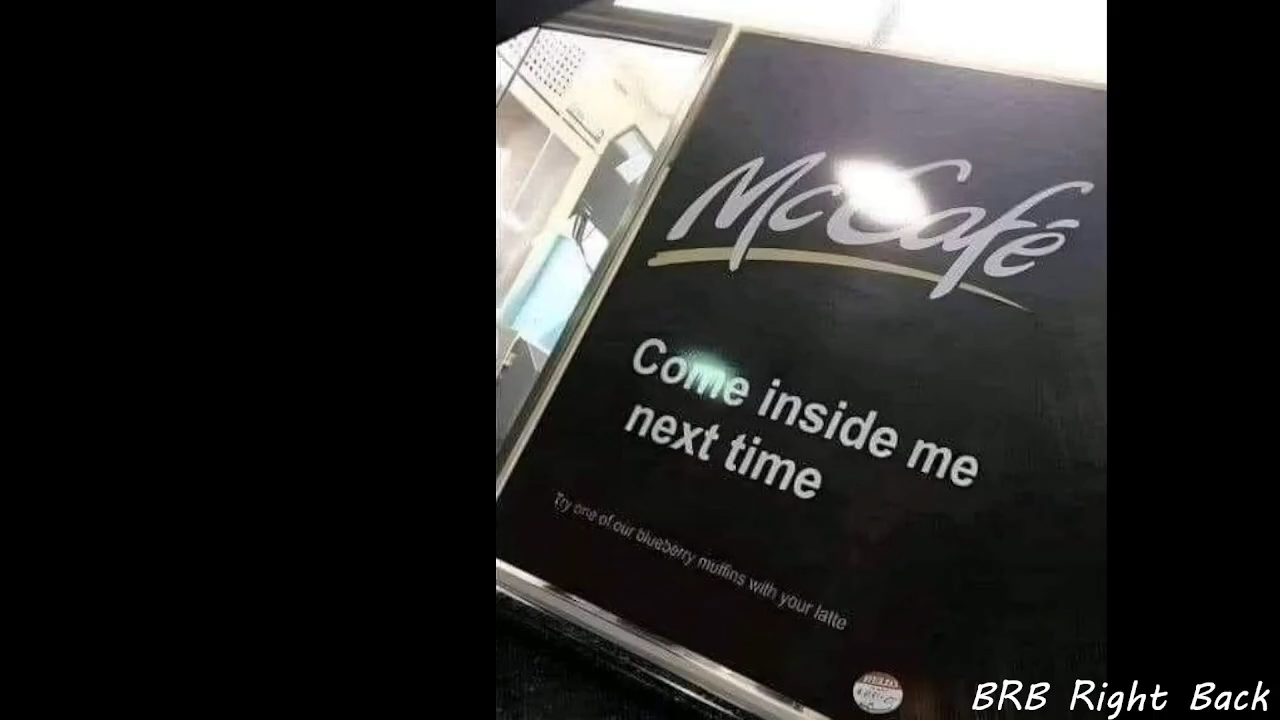 McCafé
Come inside me
next time
Try one of our blueberry muffins with your latte
BRB Right Back